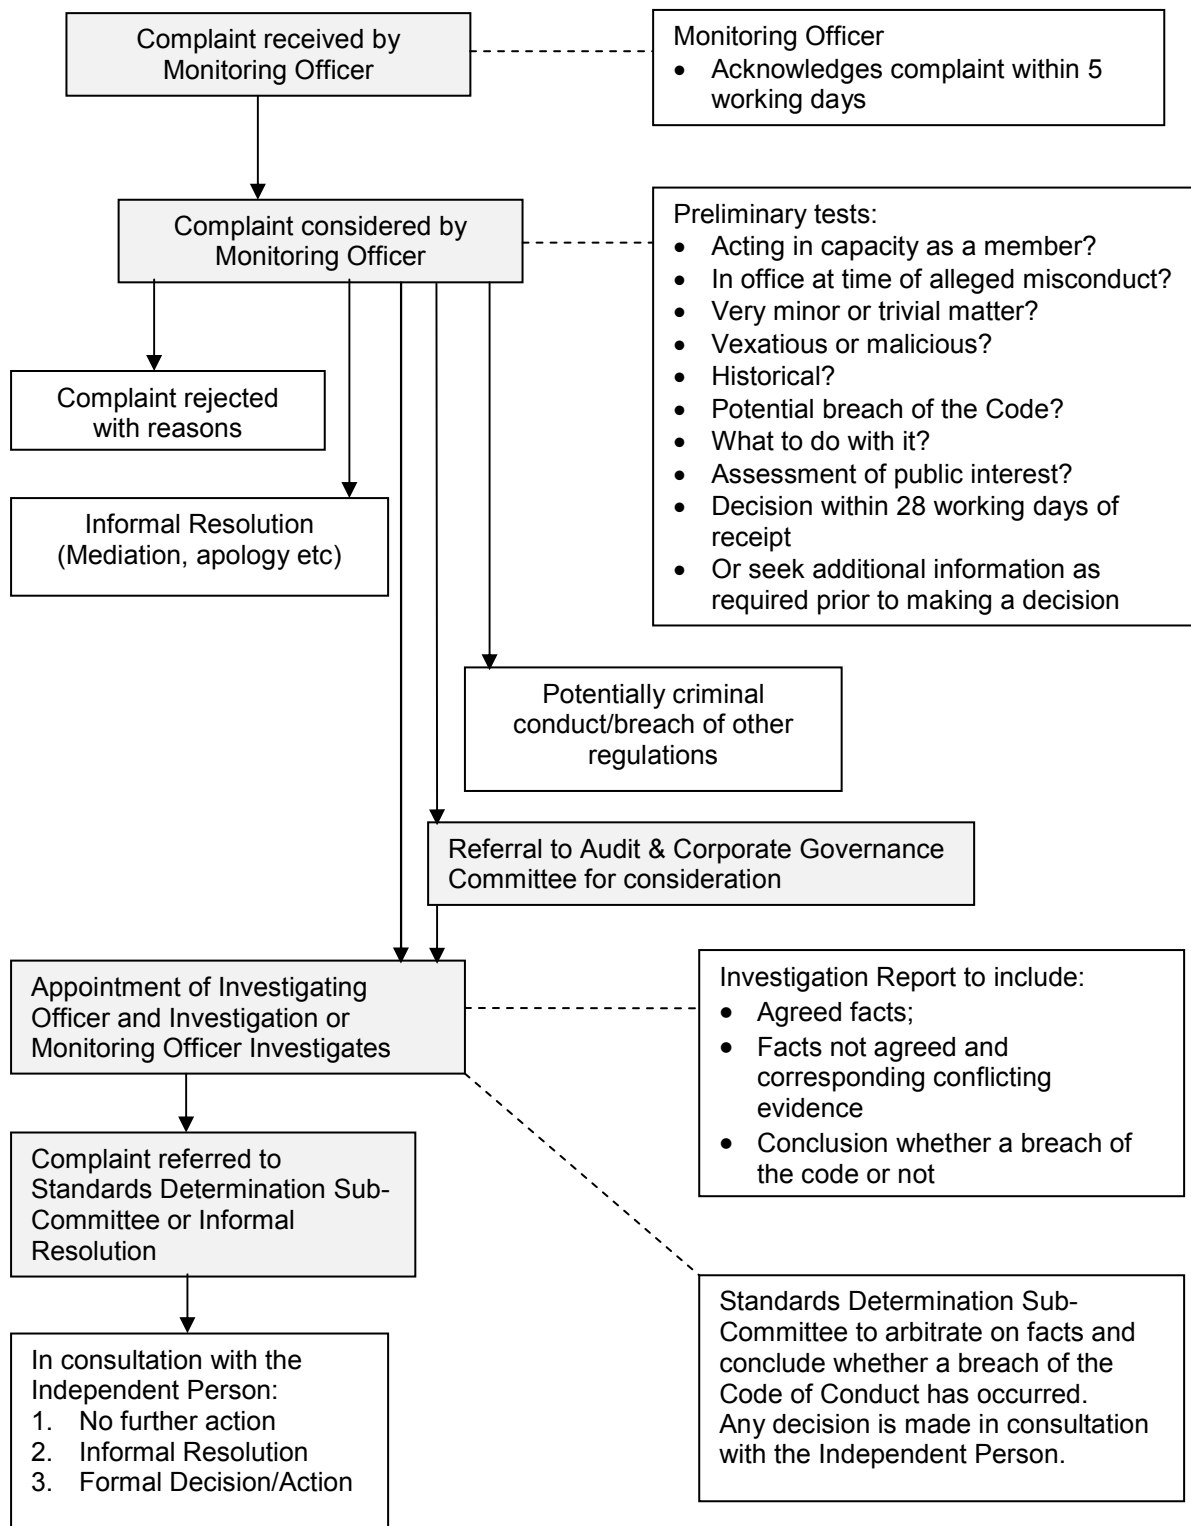 Complaint received by
Monitoring Officer
Monitoring Officer
• Acknowledges complaint within 5
working days
Complaint considered by
Monitoring Officer
Preliminary tests:
• Acting in capacity as a member?
• In office at time of alleged misconduct?
• Very minor or trivial matter?
• Vexatious or malicious?
• Historical?
• Potential breach of the Code?
• What to do with it?
• Assessment of public interest?
• Decision within 28 working days of
receipt
• Or seek additional information as
required prior to making a decision
Complaint rejected
with reasons
Informal Resolution
(Mediation, apology etc)
Potentially criminal
conduct/breach of other
regulations
Referral to Audit & Corporate Governance
Committee for consideration
Appointment of Investigating
Officer and Investigation or
Monitoring Officer Investigates
Investigation Report to include:
• Agreed facts;
• Facts not agreed and
corresponding conflicting
evidence
• Conclusion whether a breach of
the code or not
Complaint referred to
Standards Determination Sub-
Committee or Informal
Resolution
Standards Determination Sub-
Committee to arbitrate on facts and
conclude whether a breach of the
Code of Conduct has occurred.
Any decision is made in consultation
with the Independent Person.
In consultation with the
Independent Person:
1. No further action
2. Informal Resolution
3. Formal Decision/Action